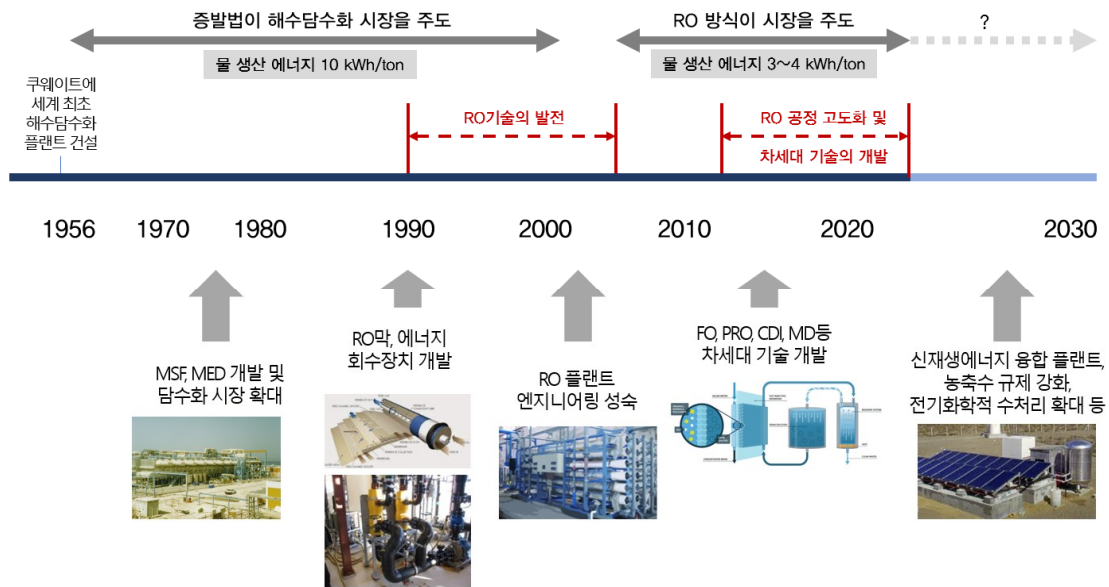 증발법이 해수담수화 시장을 주도
RO 방식이 시장을 주도
?
물 생산 에너지 10 kWh/ton
물 생산 에너지 3~4 kWh/ton
쿠웨이트에
세계 최초
해수담수화
플랜트 건설
RO기술의 발전
RO 공정 고도화 및
차세대 기술의 개발
1956
1970
1980
1990
2000
2010
2020
2030
MSF, MED 개발 및
담수화 시장 확대
RO막, 에너지
회수장치 개발
RO 플랜트
엔지니어링 성숙
FO, PRO, CDI, MD등
차세대 기술 개발
신재생에너지 융합 플랜트,
농축수 규제 강화,
전기화학적 수처리 확대 등